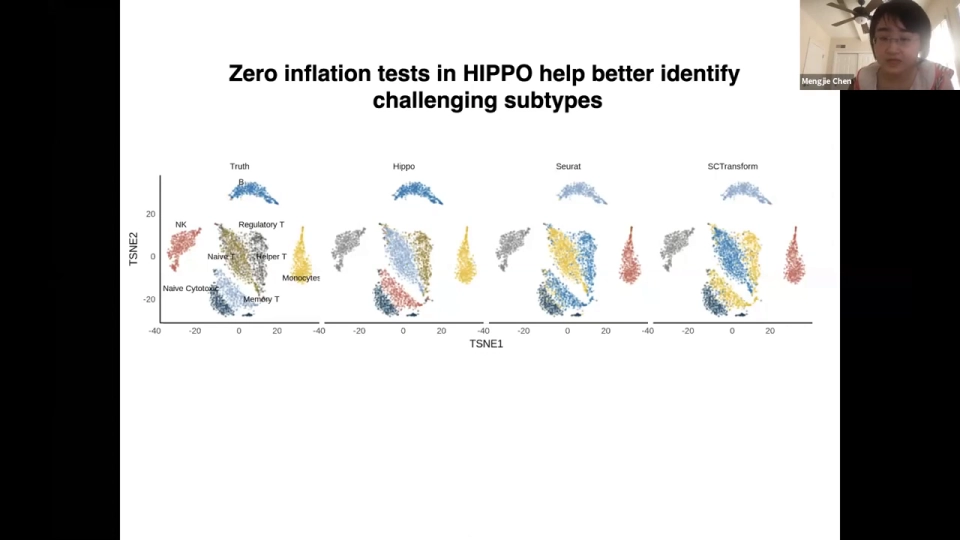 Mengjie Chen
Zero inflation tests in HIPPO help better identify
challenging subtypes
Truth
Hippo
Seurat
SCTransform
B
NK
Regulatory T
Naive T
Helper T
Monocytes
Naive Cytotoxic
Memory T
TSNE2
20
0
-20
-40 -20 0 20
-40 -20 0 20
-40 -20 0 20
-40 -20 0 20
TSNE1